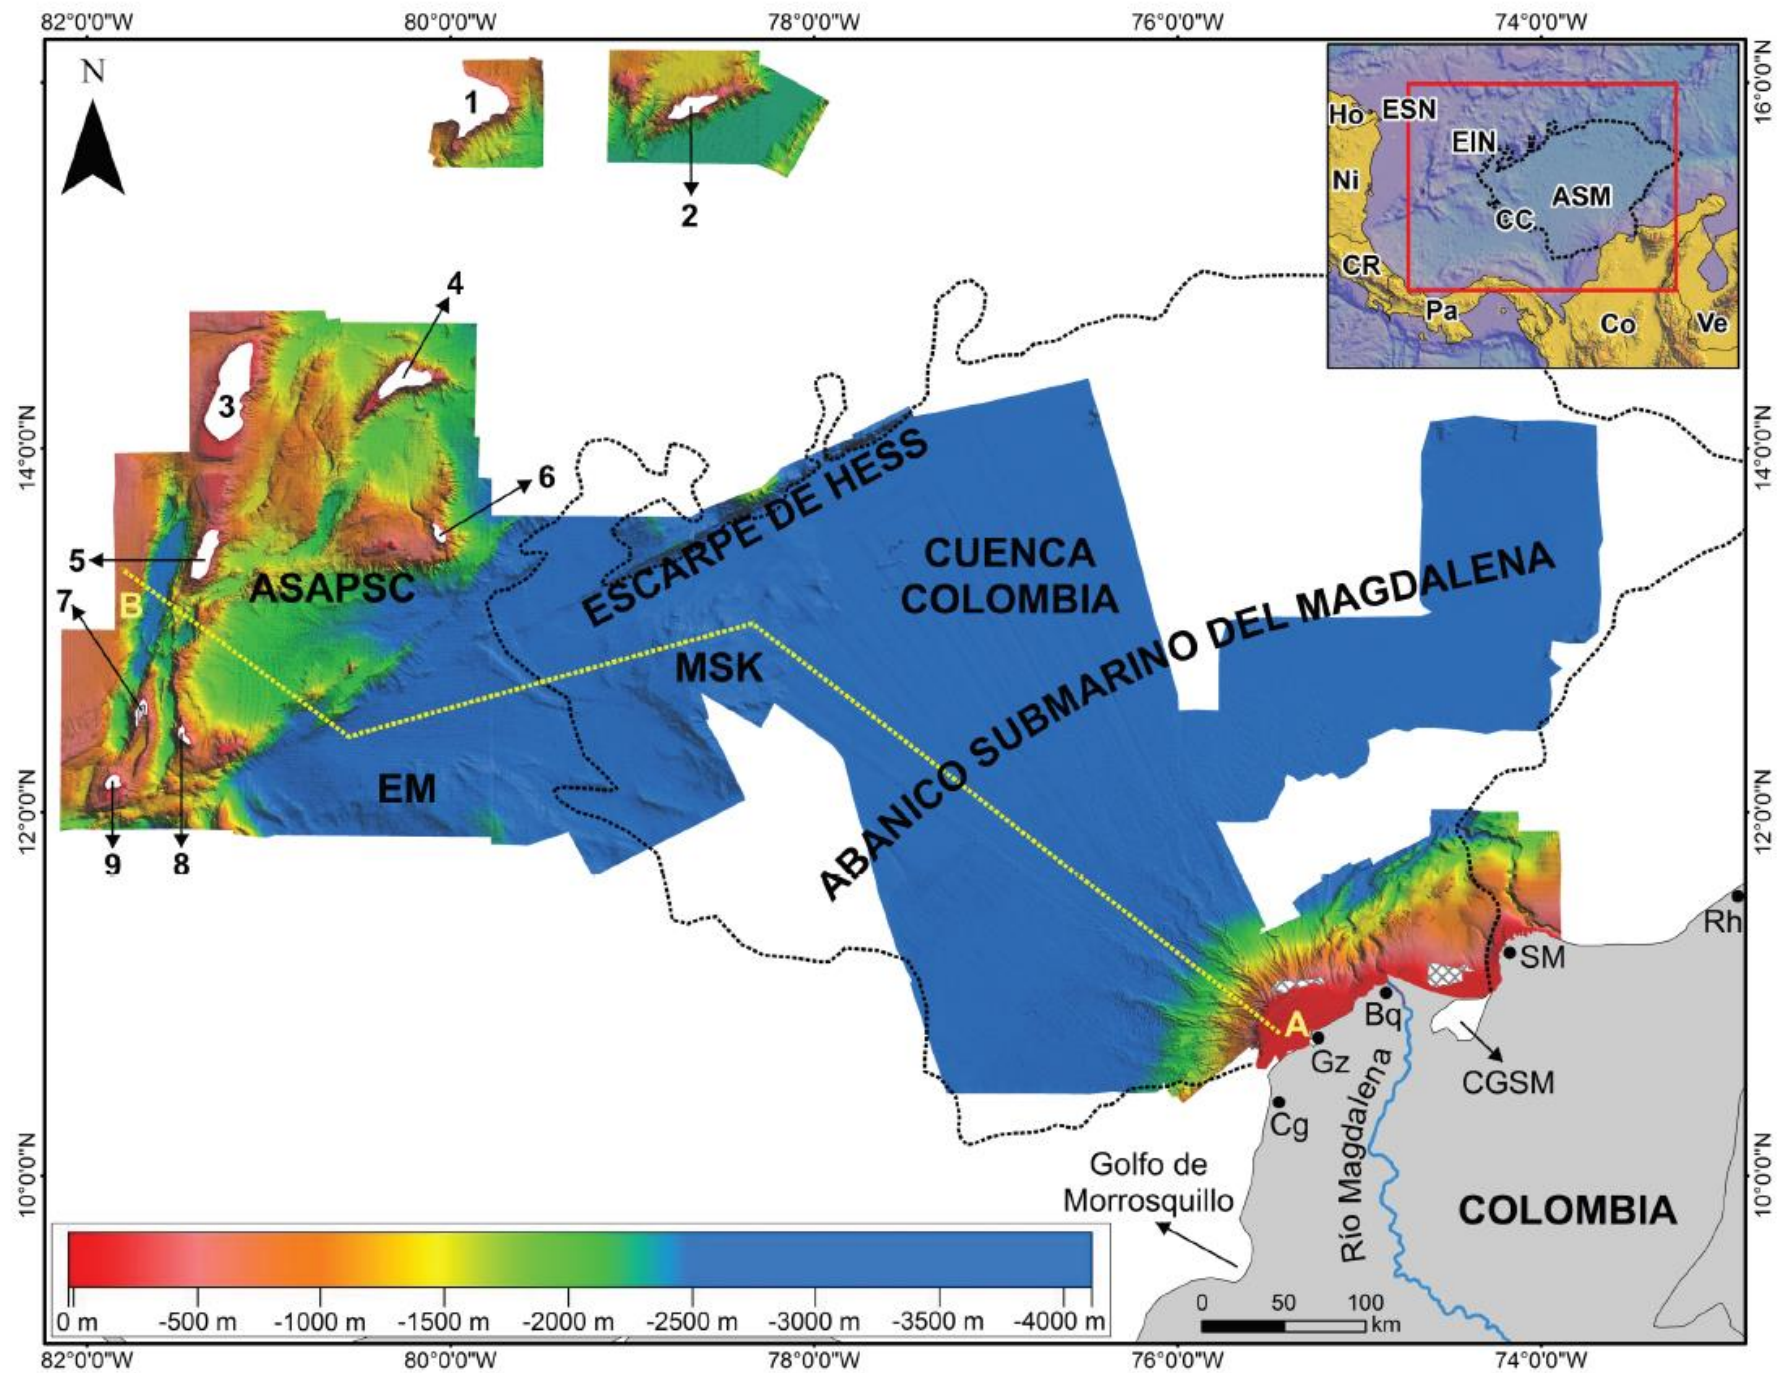 82°0'0"W
80°0'0"W
78°0'0"W
76°0'0"W
74°0'0"W
16°0'0"N
N
1
2
Ho
ESN
EIN
Ni
ASM
CC
CR
Pa
Co
Ve
4
3
14°0'0"N
14°0'0"N
ESCARPE DE HESS
6
5
ASAPSC
CUENCA
COLOMBIA
7
B
MSK
ABANICO SUBMARINO DEL MAGDALENA
EM
12°0'0"N
12°0'0"N
9
8
Rh
SM
A
Bq
Gz
CGSM
Cg
Río Magdalena
Golfo de
Morrosquillo
10°0'0"N
10°0'0"N
COLOMBIA
0 m
-500 m
-1000 m
-1500 m
-2000 m
-2500 m
-3000 m
-3500 m
-4000 m
0
50
100
km
82°0'0"W
80°0'0"W
78°0'0"W
76°0'0"W
74°0'0"W